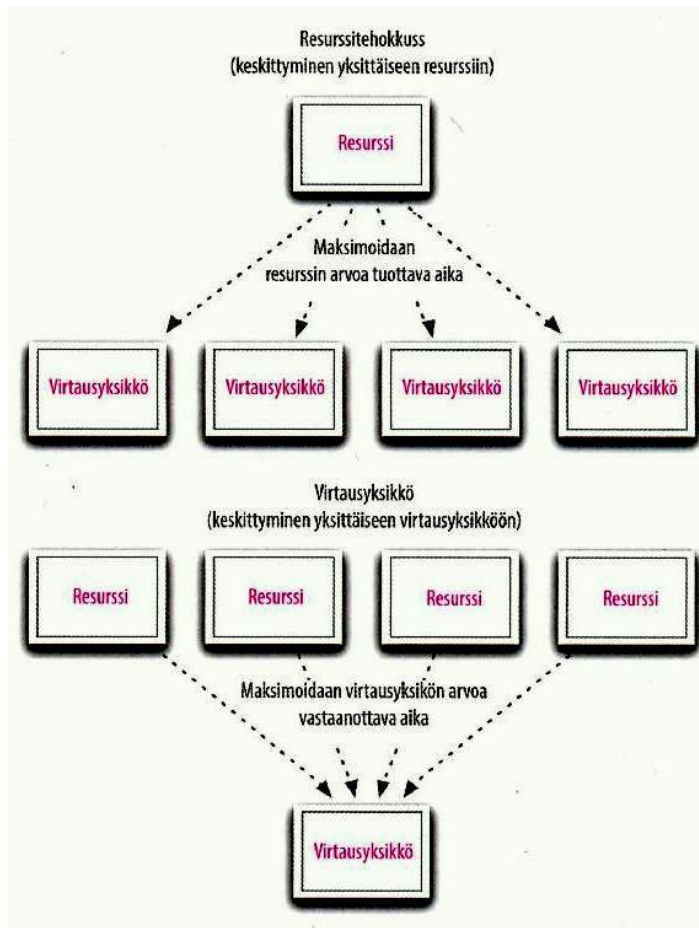 Resurssitehokkuss
(keskittyminen yksittäiseen resurssiin)
Resurssi
Maksimoidaan
resurssin arvoa tuottava aika
Virtausyksikkö Virtausyksikkö Virtausyksikkö Virtausyksikkö
Virtausyksikkö
(keskittyminen yksittäiseen virtausyksikköön)
Resurssi Resurssi Resurssi Resurssi
Maksimoidaan virtausyksikön arvoa
vastaanottava aika
Virtausyksikkö